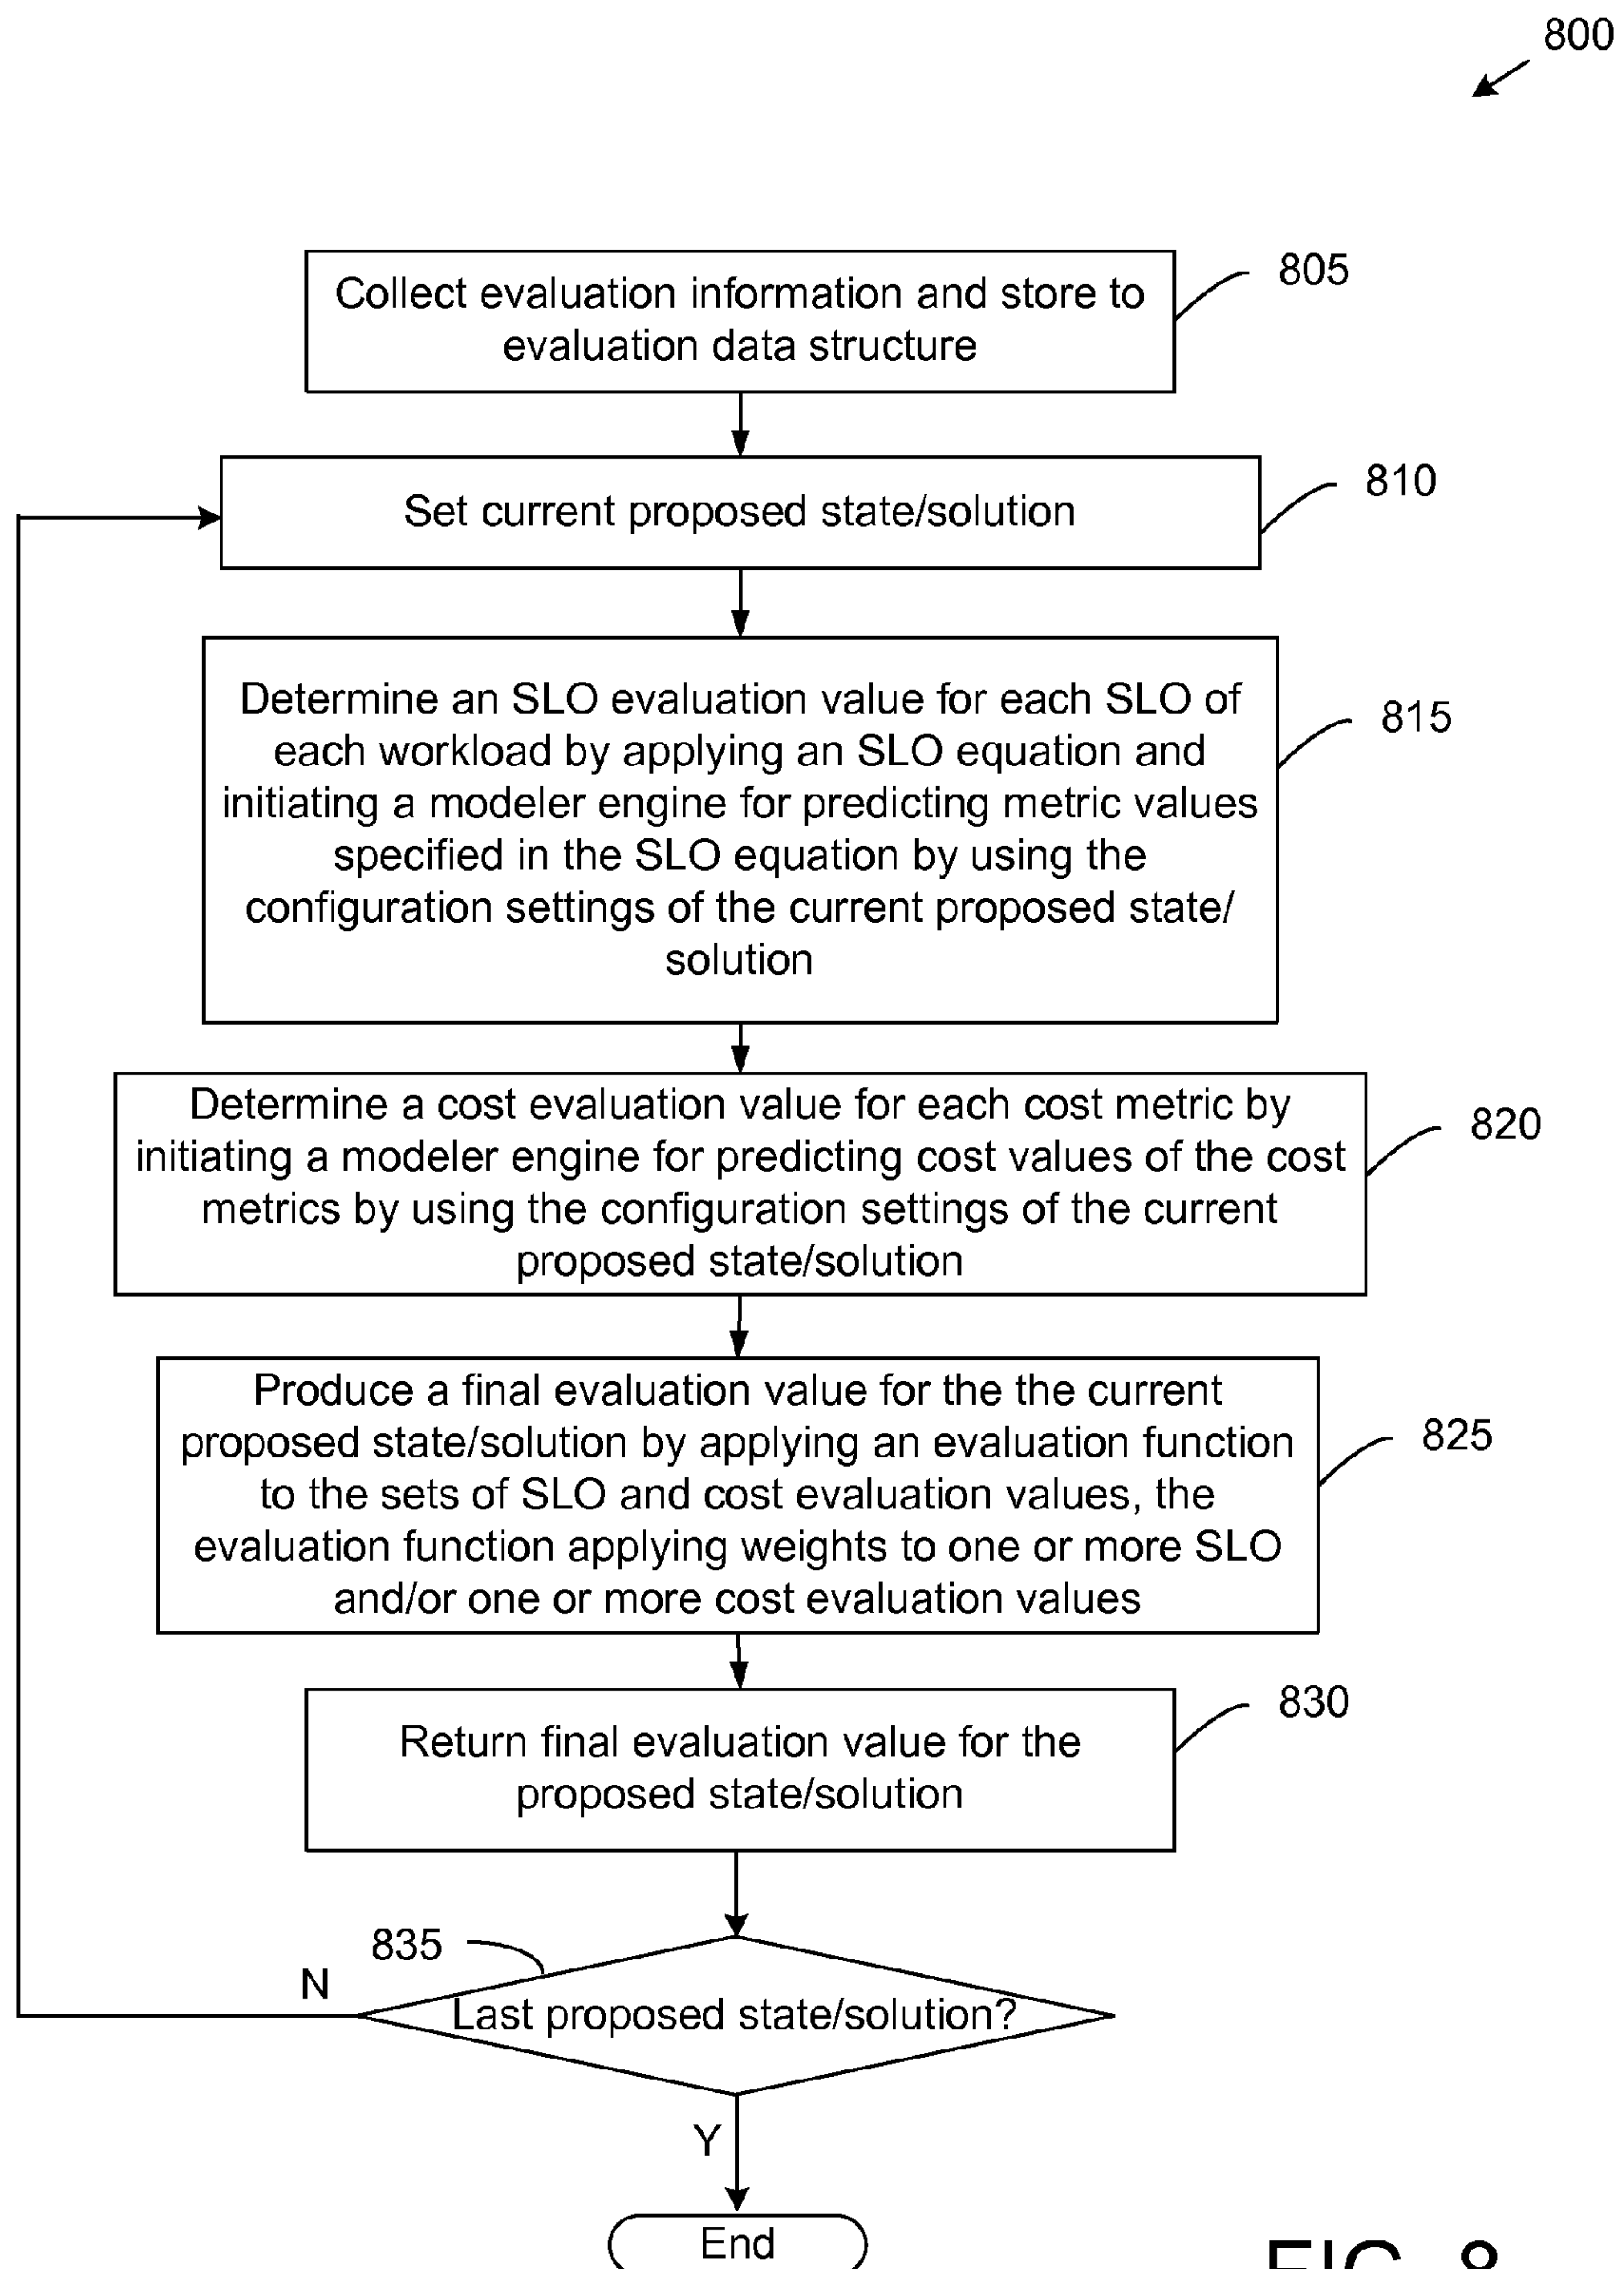 800
Collect evaluation information and store to
evaluation data structure
805
Set current proposed state/solution
810
Determine an SLO evaluation value for each SLO of
each workload by applying an SLO equation and
initiating a modeler engine for predicting metric values
specified in the SLO equation by using the
configuration settings of the current proposed state/
solution
815
Determine a cost evaluation value for each cost metric by
initiating a modeler engine for predicting cost values of the cost
metrics by using the configuration settings of the current
proposed state/solution
820
Produce a final evaluation value for the the current
proposed state/solution by applying an evaluation function
to the sets of SLO and cost evaluation values, the
evaluation function applying weights to one or more SLO
and/or one or more cost evaluation values
825
Return final evaluation value for the
proposed state/solution
830
835
N
Last proposed state/solution?
Y
End
FIG. 8